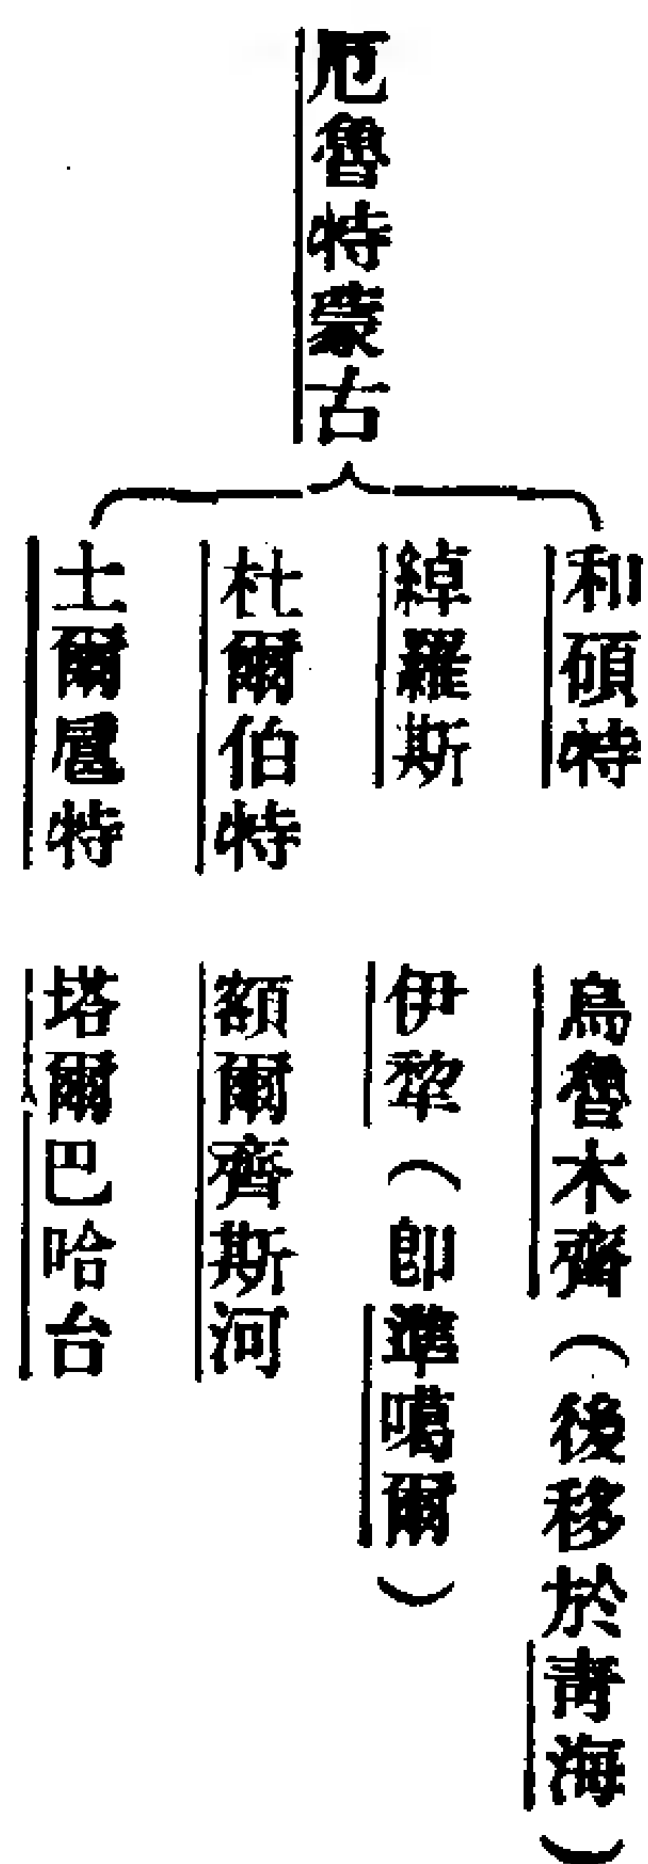 厄魯特蒙古
和碩特 烏魯木齊（後移於青海）
綽羅斯 伊犂（卽準噶爾）
杜爾伯特 額爾齊斯河
土爾扈特 塔爾巴哈台